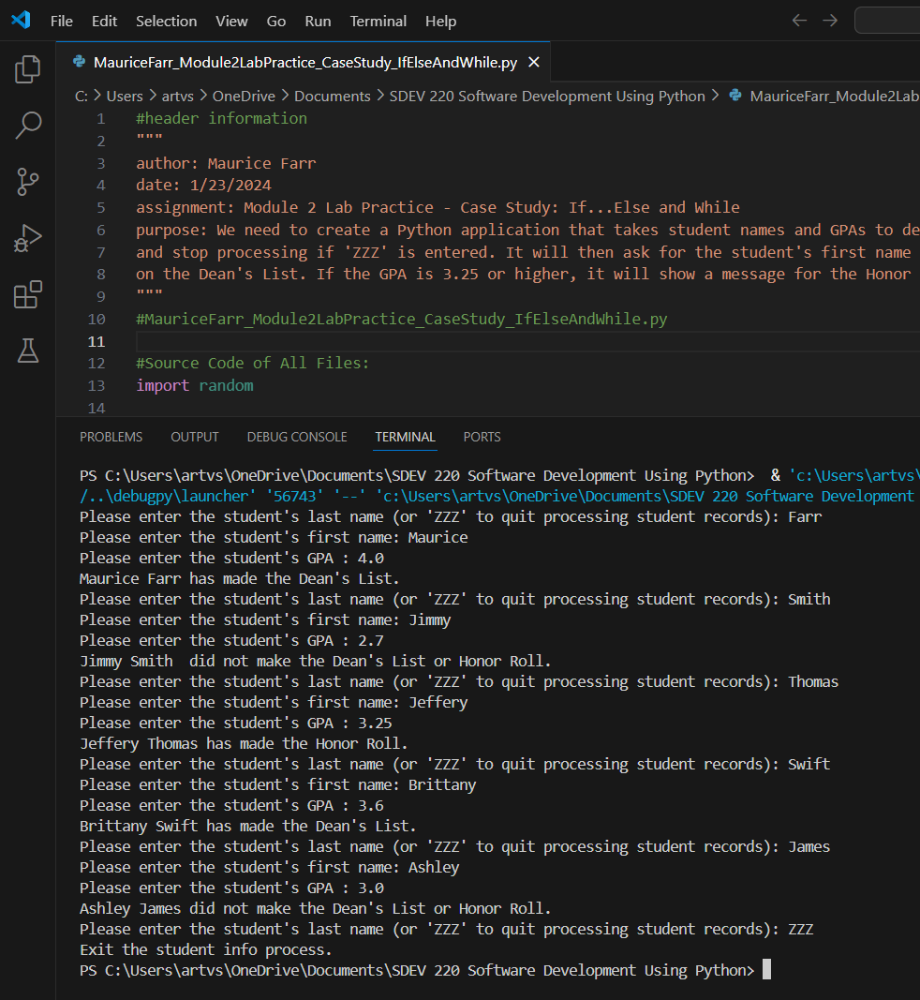 File Edit Selection View Go Run Terminal Help
MauriceFarr_Module2LabPractice_CaseStudy_IfElseAndWhile.py
C: > Users > artvs > OneDrive > Documents > SDEV 220 Software Development Using Python > MauriceFarr_Module2Lab
1 #header information
2 """
3 author: Maurice Farr
4 date: 1/23/2024
5 assignment: Module 2 Lab Practice - Case Study: If...Else and While
6 purpose: We need to create a Python application that takes student names and GPAs to de
7 and stop processing if 'ZZZ' is entered. It will then ask for the student's first name
8 on the Dean's List. If the GPA is 3.25 or higher, it will show a message for the Honor
9 """
10 #MauriceFarr_Module2LabPractice_CaseStudy_IfElseAndWhile.py
11
12 #Source Code of All Files:
13 import random
14
PROBLEMS OUTPUT DEBUG CONSOLE TERMINAL PORTS
PS C:\Users\artvs\OneDrive\Documents\SDEV 220 Software Development Using Python>  & 'c:\Users\artvs\
/..\debugpy\launcher' '56743' '--' 'c:\Users\artvs\OneDrive\Documents\SDEV 220 Software Development
Please enter the student's last name (or 'ZZZ' to quit processing student records): Farr
Please enter the student's first name: Maurice
Please enter the student's GPA : 4.0
Maurice Farr has made the Dean's List.
Please enter the student's last name (or 'ZZZ' to quit processing student records): Smith
Please enter the student's first name: Jimmy
Please enter the student's GPA : 2.7
Jimmy Smith  did not make the Dean's List or Honor Roll.
Please enter the student's last name (or 'ZZZ' to quit processing student records): Thomas
Please enter the student's first name: Jeffery
Please enter the student's GPA : 3.25
Jeffery Thomas has made the Honor Roll.
Please enter the student's last name (or 'ZZZ' to quit processing student records): Swift
Please enter the student's first name: Brittany
Please enter the student's GPA : 3.6
Brittany Swift has made the Dean's List.
Please enter the student's last name (or 'ZZZ' to quit processing student records): James
Please enter the student's first name: Ashley
Please enter the student's GPA : 3.0
Ashley James did not make the Dean's List or Honor Roll.
Please enter the student's last name (or 'ZZZ' to quit processing student records): ZZZ
Exit the student info process.
PS C:\Users\artvs\OneDrive\Documents\SDEV 220 Software Development Using Python>